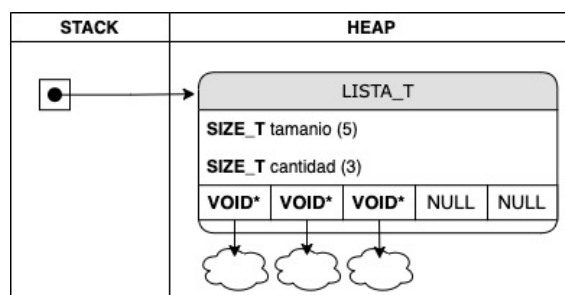 STACK HEAP
LISTA_T
SIZE_T tamanio (5)
SIZE_T cantidad (3)
VOID* VOID* VOID* NULL NULL